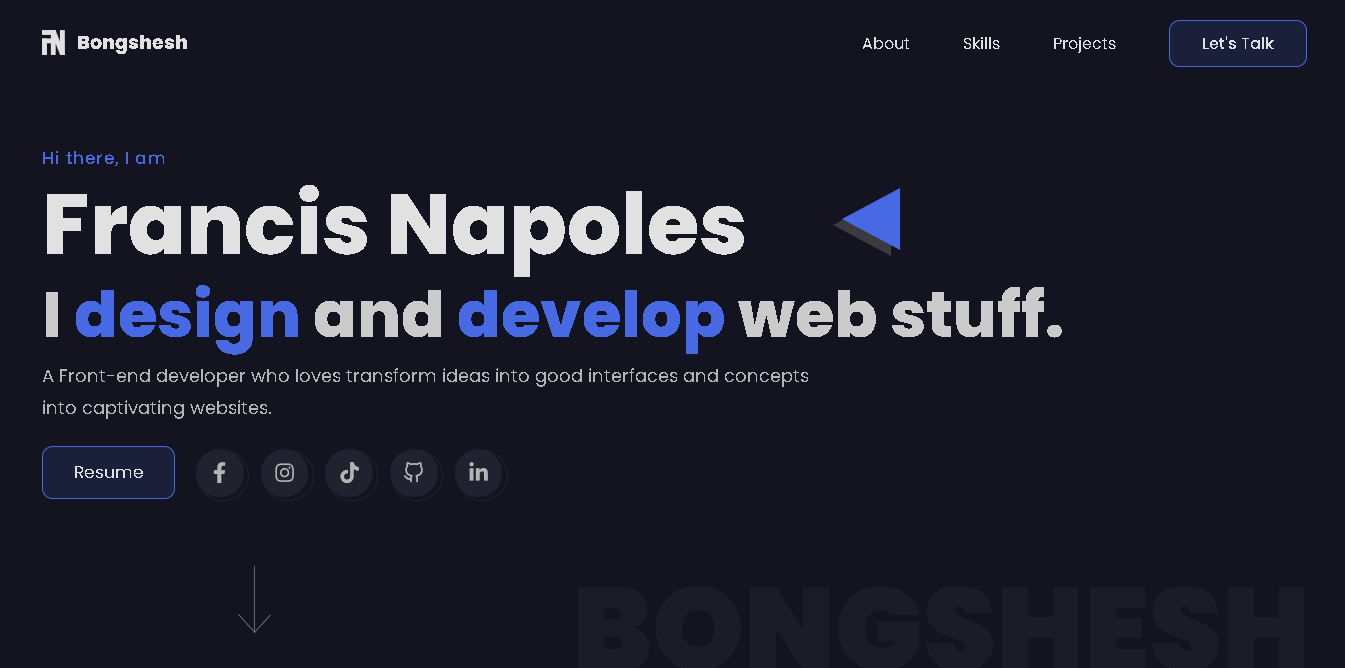 FN Bongshesh
About Skills Projects Let's Talk
Hi there, I am
Francis Napoles
I design and develop web stuff.
A Front-end developer who loves transform ideas into good interfaces and concepts
into captivating websites.
Resume
BONGSHESH